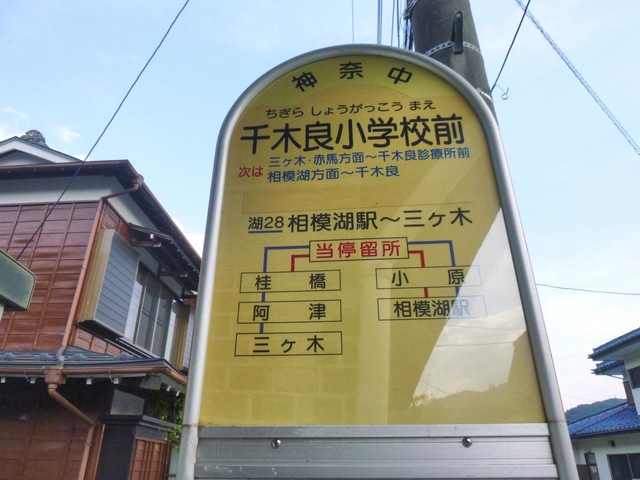 神奈中
ちぎら しょうがっこう まえ
千木良小学校前
次は
三ヶ木・赤馬方面～千木良診療所前
相模湖方面～千木良
湖28 相模湖駅～三ヶ木
当停留所
桂橋 小原
阿津 相模湖駅
三ヶ木